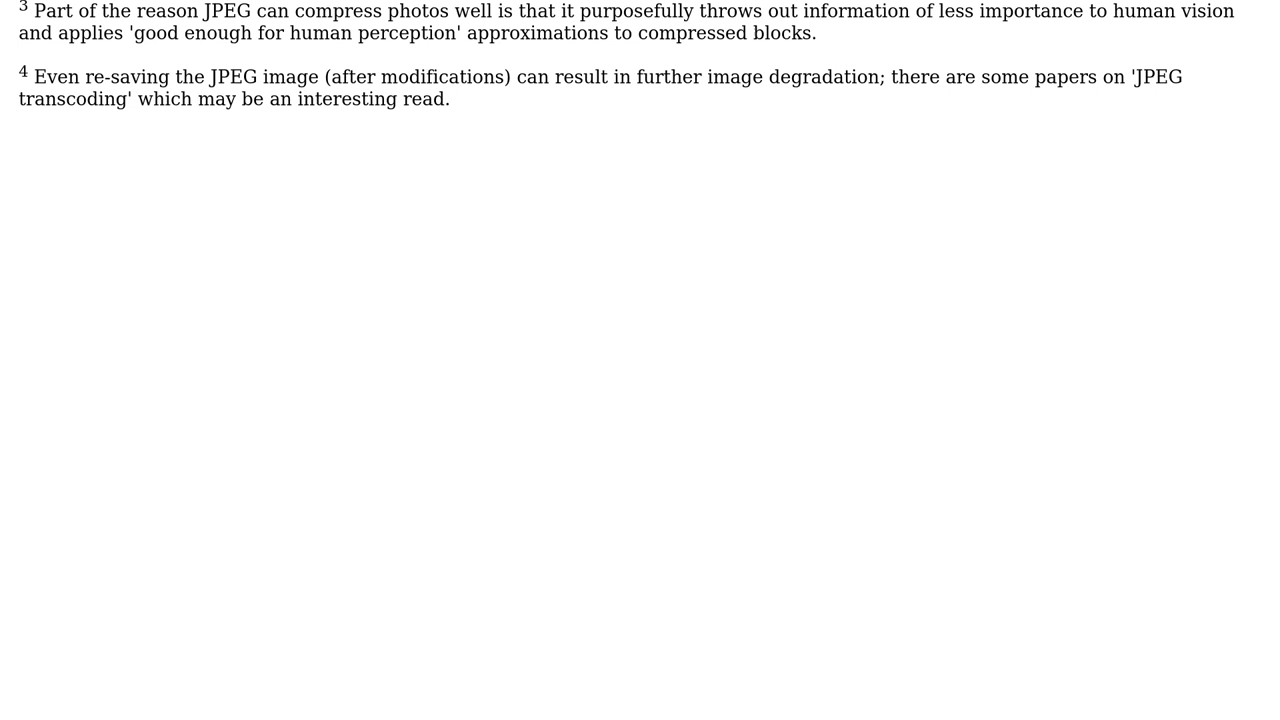 ³ Part of the reason JPEG can compress photos well is that it purposefully throws out information of less importance to human vision
and applies 'good enough for human perception' approximations to compressed blocks.
⁴ Even re-saving the JPEG image (after modifications) can result in further image degradation; there are some papers on 'JPEG
transcoding' which may be an interesting read.